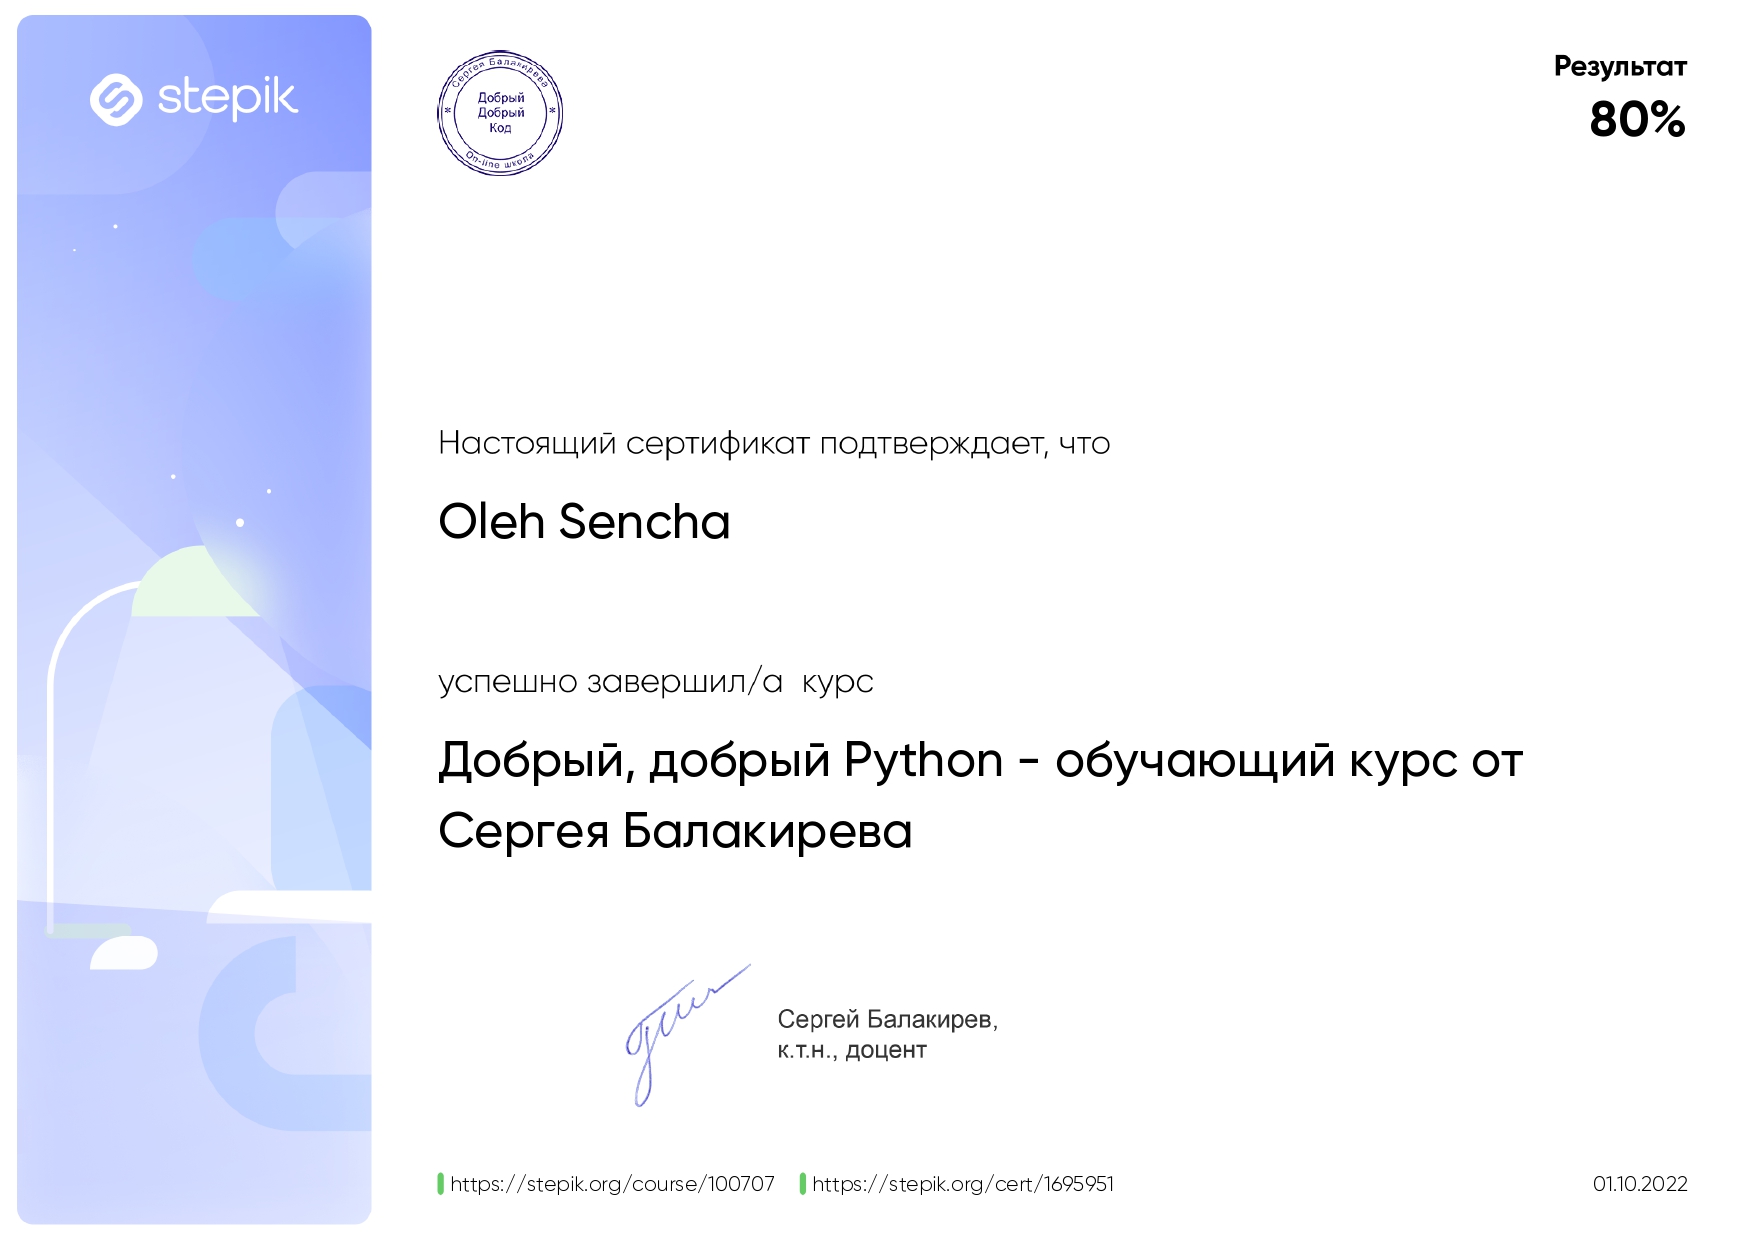 stepik
Сергея Балакирева
Добрый
Добрый
Код
* *
On-line школа
Результат
80%
Настоящий сертификат подтверждает, что
Oleh Sencha
успешно завершил/а курс
Добрый, добрый Python - обучающий курс от
Сергея Балакирева
Сергей Балакирев,
к.т.н., доцент
https://stepik.org/course/100707 https://stepik.org/cert/1695951 01.10.2022